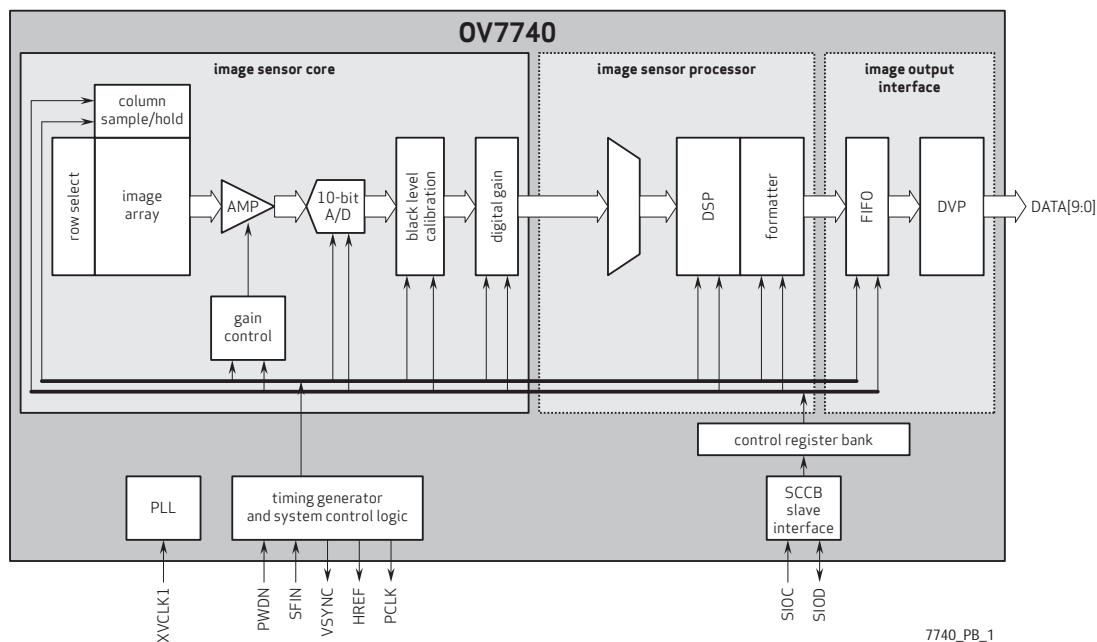 OV7740
image sensor core
image sensor processor
image output
interface
column
sample/hold
row select
image
array
AMP
10-bit
A/D
black level
calibration
digital gain
DSP
formatter
FIFO
DVP
DATA[9:0]
gain
control
control register bank
PLL
timing generator
and system control logic
SCCB
slave
interface
XVCLK1
PWDN
SFIN
VSYNC
HREF
PCLK
SIOC
SIOD
7740_PB_1